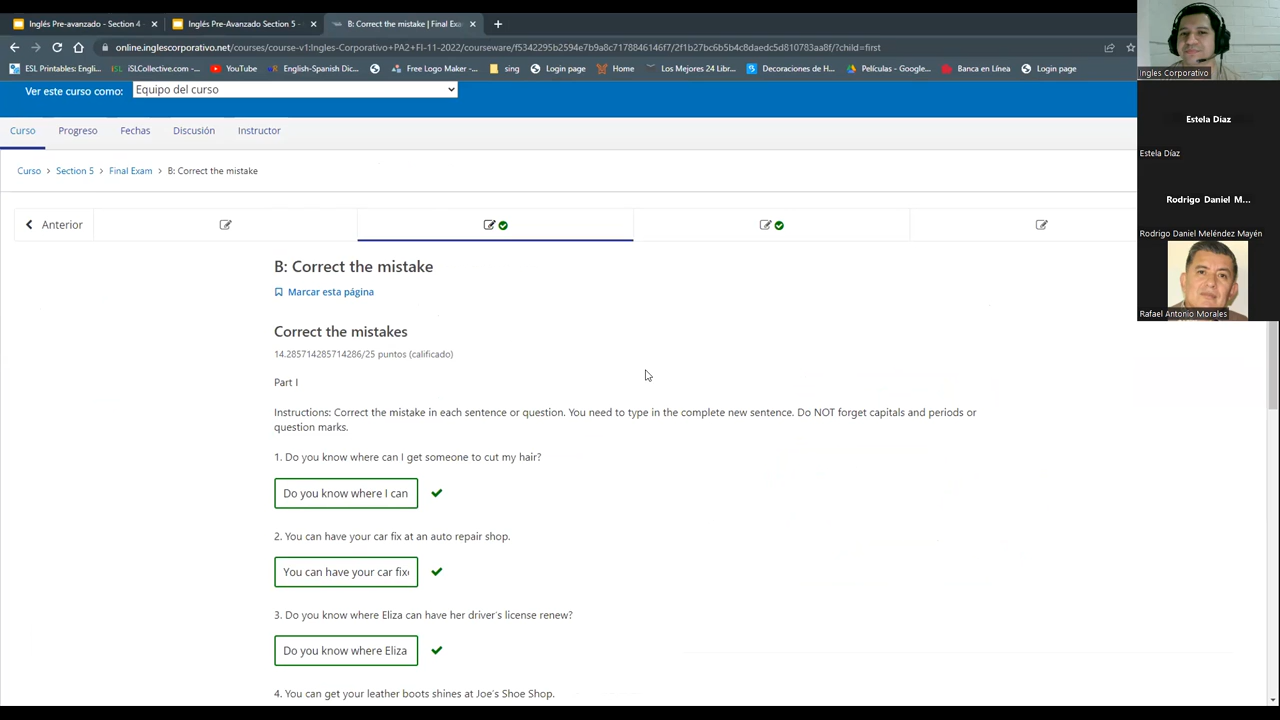 Inglés Pre-avanzado - Section 4 -
Inglés Pre-Avanzado Section 5 -
B: Correct the mistake | Final Exa
online.inglescorporativo.net/courses/course-v1:Ingles-Corporativo+PA2+FI-11-2022/courseware/f5342295b2594e7b9a8c7178846146f7/2f1b27bc6b5b4c8daedc5d810783aa8f/?child=first
ESL Printables: Engli...
iSLCollective.com -...
YouTube
English-Spanish Dic...
Free Logo Maker -...
sing
Login page
Home
Los Mejores 24 Libr...
Decoraciones de H...
Películas - Google...
Banca en Línea
Login page
Ver este curso como:
Equipo del curso
Curso
Progreso
Fechas
Discusión
Instructor
Curso > Section 5 > Final Exam > B: Correct the mistake
Anterior
B: Correct the mistake
Marcar esta página
Correct the mistakes
14.285714285714286/25 puntos (calificado)
Part I
Instructions: Correct the mistake in each sentence or question. You need to type in the complete new sentence. Do NOT forget capitals and periods or
question marks.
1. Do you know where can I get someone to cut my hair?
Do you know where I can
2. You can have your car fix at an auto repair shop.
You can have your car fix
3. Do you know where Eliza can have her driver´s license renew?
Do you know where Eliza
4. You can get your leather boots shines at Joe's Shoe Shop.
Ingles Corporativo
Estela Diaz
Estela Díaz
Rodrigo Daniel M...
Rodrigo Daniel Meléndez Mayén
Rafael Antonio Morales